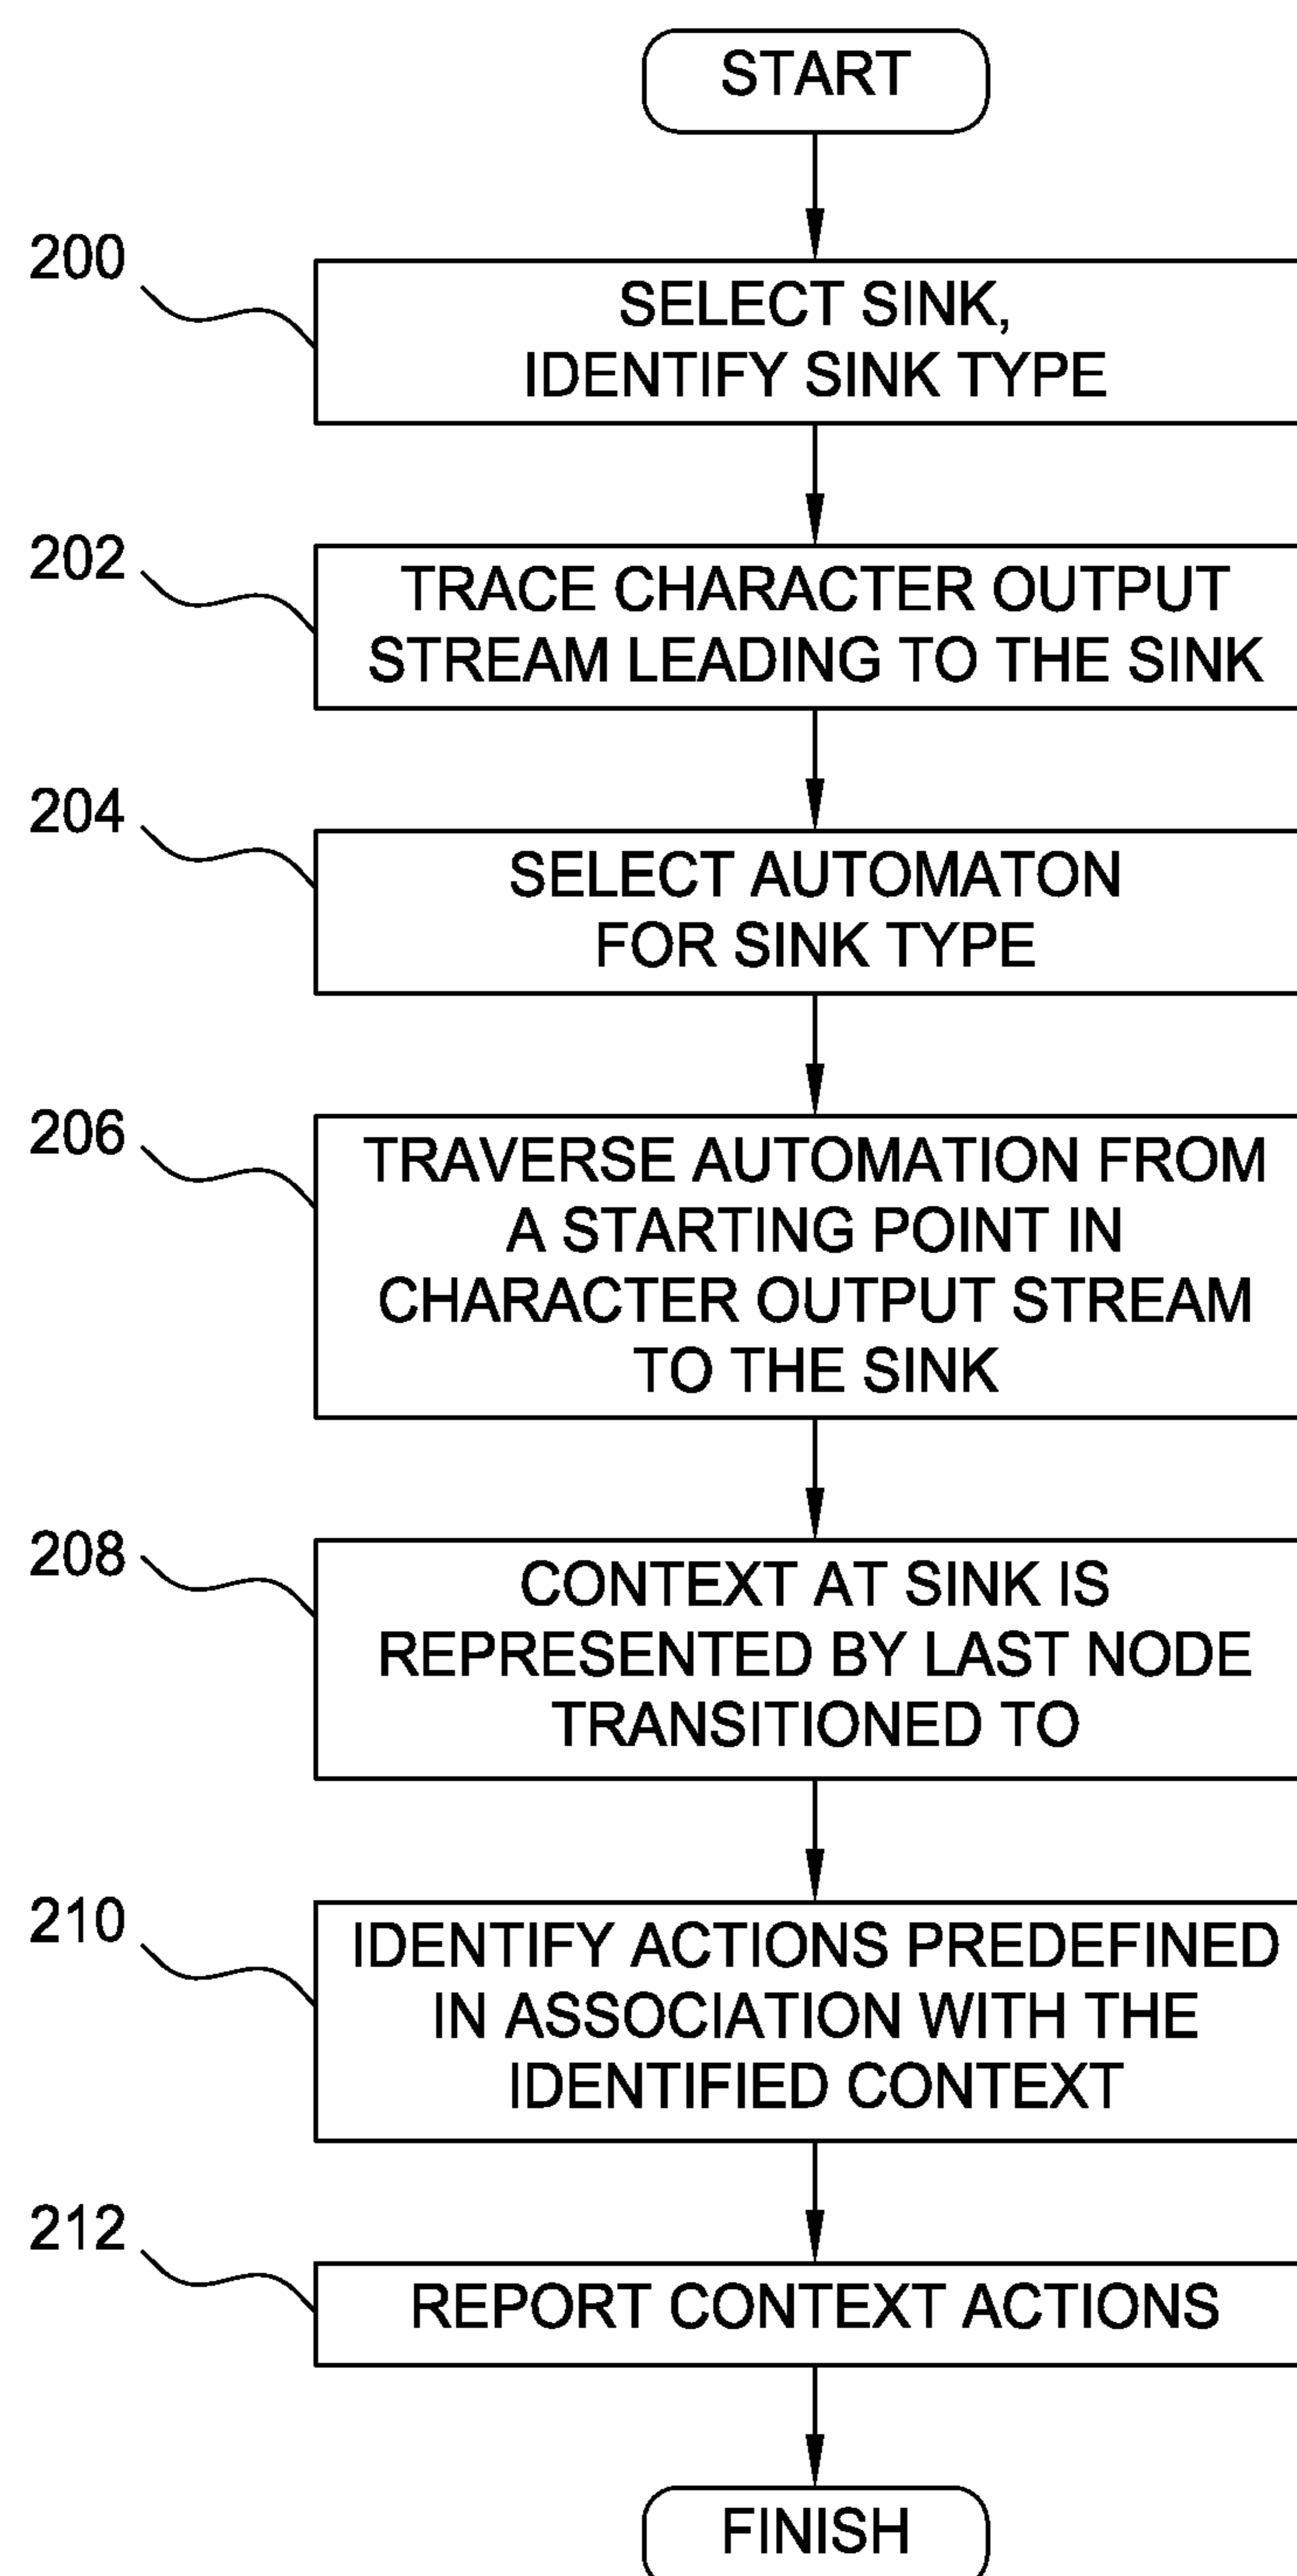 START
200
SELECT SINK,
IDENTIFY SINK TYPE
202
TRACE CHARACTER OUTPUT
STREAM LEADING TO THE SINK
204
SELECT AUTOMATON
FOR SINK TYPE
206
TRAVERSE AUTOMATION FROM
A STARTING POINT IN
CHARACTER OUTPUT STREAM
TO THE SINK
208
CONTEXT AT SINK IS
REPRESENTED BY LAST NODE
TRANSITIONED TO
210
IDENTIFY ACTIONS PREDEFINED
IN ASSOCIATION WITH THE
IDENTIFIED CONTEXT
212
REPORT CONTEXT ACTIONS
FINISH